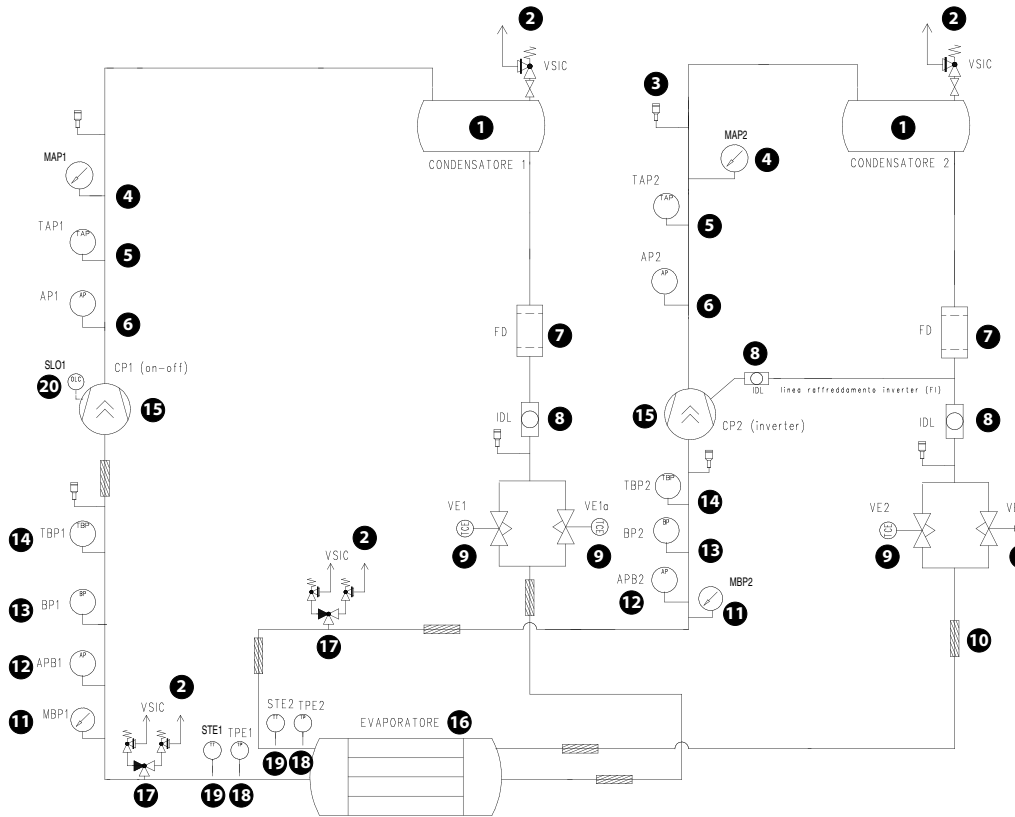 2
2
VSIC
VSIC
3
1
1
MAP1
MAP2
CONDENSATORE 1
CONDENSATORE 2
4
4
TAP2
TAP1
TAP
TAP
5
5
AP1
AP
AP2
AP
6
6
FD
7
FD
7
SLO1
CP1 (on-off)
8
20
OLC
IDL
linea raffreddamento inverter (FI)
15
15
IDL
8
CP2 (inverter)
IDL
8
TBP2
TBP
14
VE1
VE1a
VE2
VE
14
TBP1
TBP
TCE
TCE
BP2
BP
TCE
2
9
9
13
9
VSIC
13
BP1
BP
APB2
AP
12
MBP2
11
17
10
12
APB1
AP
2
STE2
TPE2
EVAPORATORE
16
11
MBP1
VSIC
STE1
TPE1
TT
TP
TT
TP
19
18
17
19
18